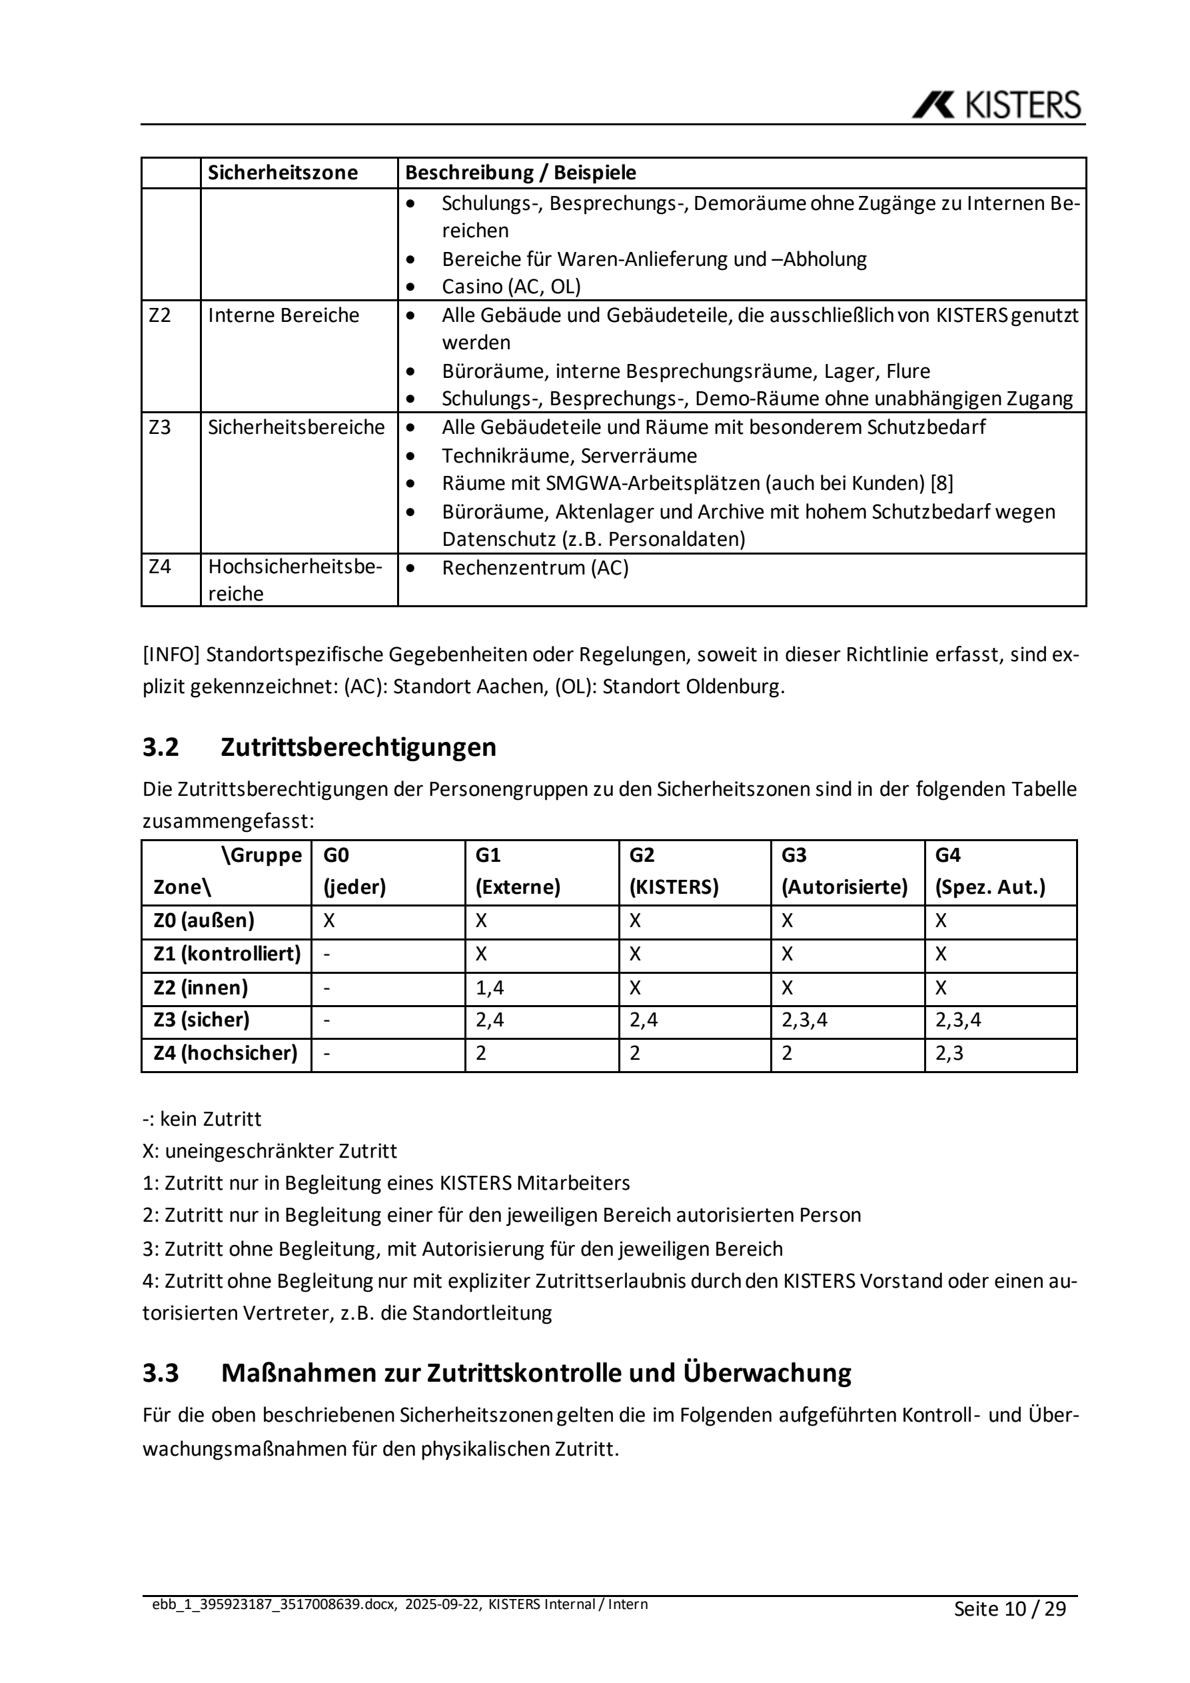 KISTERS
Sicherheitszone Beschreibung / Beispiele
• Schulungs-, Besprechungs-, Demoräume ohne Zugänge zu Internen Be-
reichen
• Bereiche für Waren-Anlieferung und –Abholung
• Casino (AC, OL)
Z2 Interne Bereiche • Alle Gebäude und Gebäudeteile, die ausschließlich von KISTERS genutzt
werden
• Büroräume, interne Besprechungsräume, Lager, Flure
• Schulungs-, Besprechungs-, Demo-Räume ohne unabhängigen Zugang
Z3 Sicherheitsbereiche • Alle Gebäudeteile und Räume mit besonderem Schutzbedarf
• Technikräume, Serverräume
• Räume mit SMGWA-Arbeitsplätzen (auch bei Kunden) [8]
• Büroräume, Aktenlager und Archive mit hohem Schutzbedarf wegen
Datenschutz (z.B. Personaldaten)
Z4 Hochsicherheitsbe- • Rechenzentrum (AC)
reiche
[INFO] Standortspezifische Gegebenheiten oder Regelungen, soweit in dieser Richtlinie erfasst, sind ex-
plizit gekennzeichnet: (AC): Standort Aachen, (OL): Standort Oldenburg.
3.2 Zutrittsberechtigungen
Die Zutrittsberechtigungen der Personengruppen zu den Sicherheitszonen sind in der folgenden Tabelle
zusammengefasst:
\Gruppe G0 G1 G2 G3 G4
Zone\ (jeder) (Externe) (KISTERS) (Autorisierte) (Spez. Aut.)
Z0 (außen) X X X X X
Z1 (kontrolliert) - X X X X
Z2 (innen) - 1,4 X X X
Z3 (sicher) - 2,4 2,4 2,3,4 2,3,4
Z4 (hochsicher) - 2 2 2 2,3
-: kein Zutritt
X: uneingeschränkter Zutritt
1: Zutritt nur in Begleitung eines KISTERS Mitarbeiters
2: Zutritt nur in Begleitung einer für den jeweiligen Bereich autorisierten Person
3: Zutritt ohne Begleitung, mit Autorisierung für den jeweiligen Bereich
4: Zutritt ohne Begleitung nur mit expliziter Zutrittserlaubnis durch den KISTERS Vorstand oder einen au-
torisierten Vertreter, z.B. die Standortleitung
3.3 Maßnahmen zur Zutrittskontrolle und Überwachung
Für die oben beschriebenen Sicherheitszonen gelten die im Folgenden aufgeführten Kontroll- und Über-
wachungsmaßnahmen für den physikalischen Zutritt.
ebb_1_395923187_3517008639.docx, 2025-09-22, KISTERS Internal / Intern Seite 10 / 29